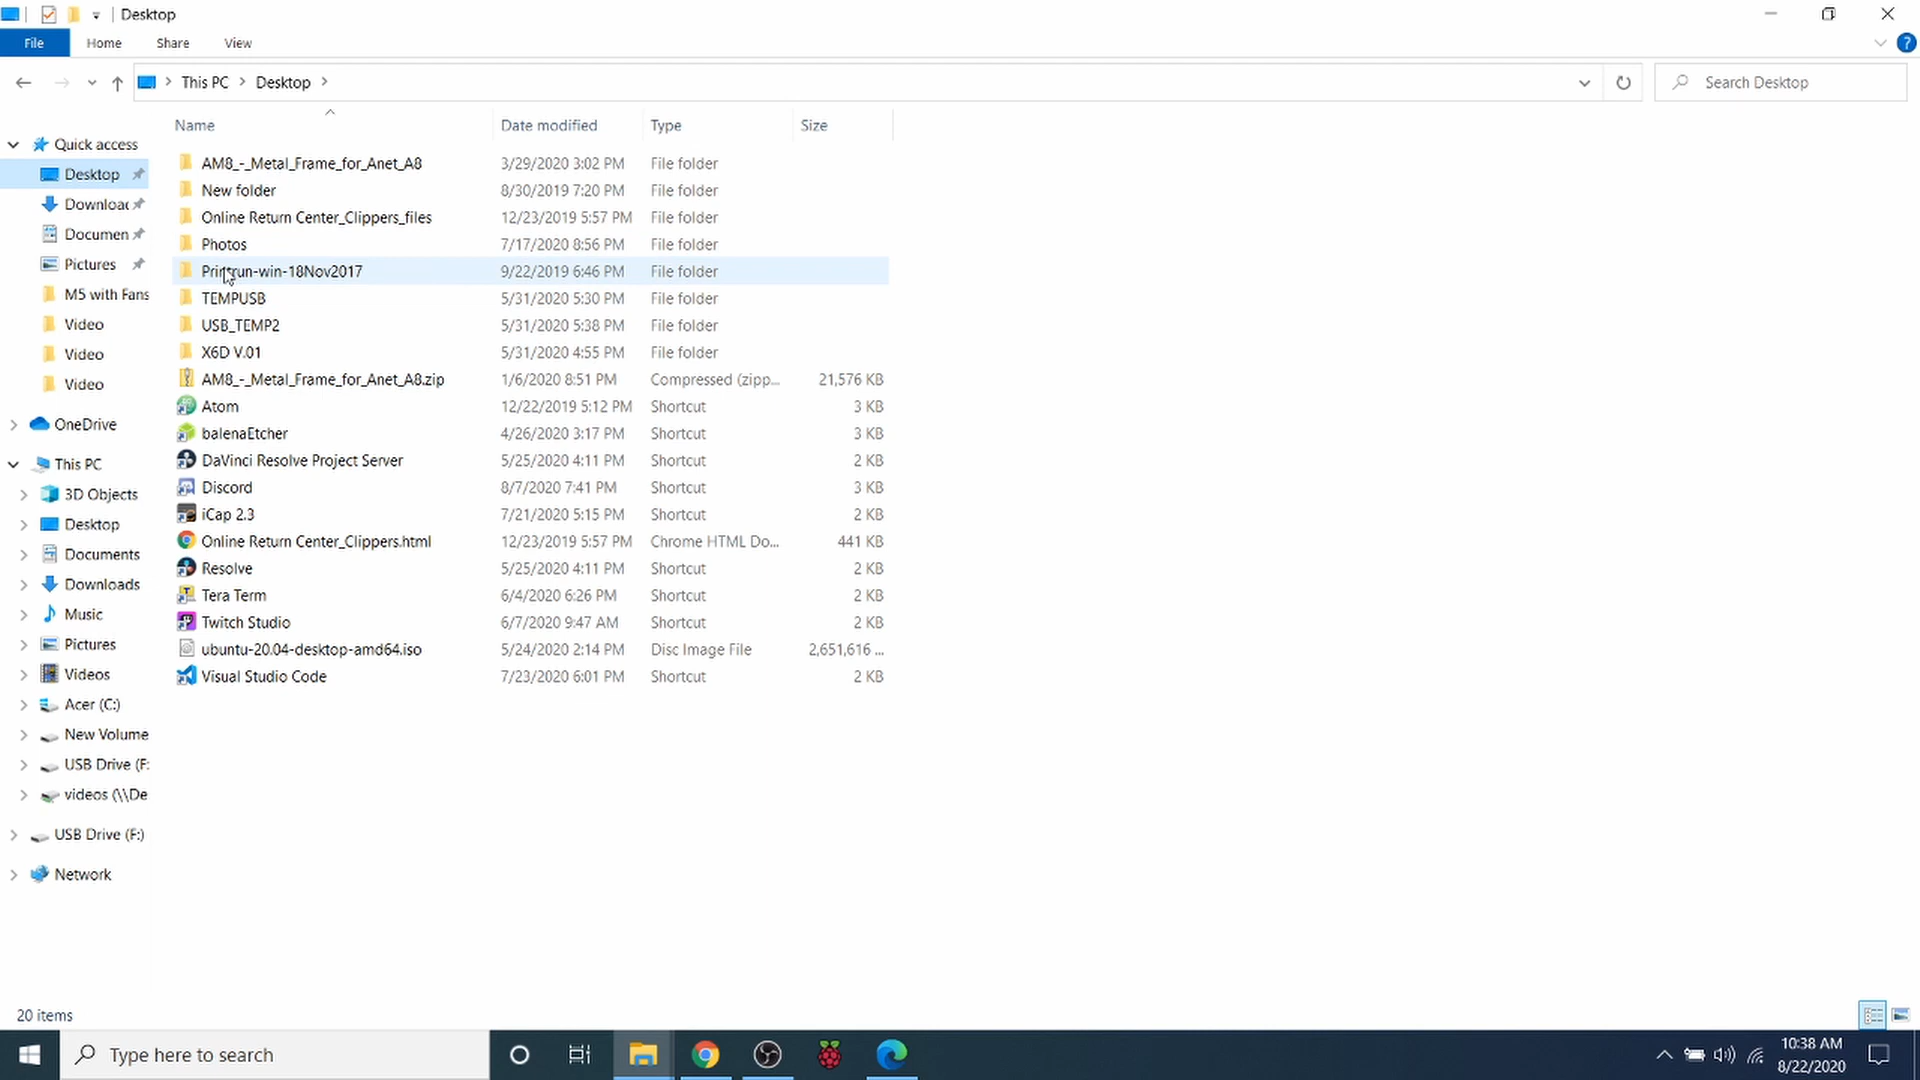 Desktop
File Home Share View
This PC Desktop Search Desktop
Name Date modified Type Size
Quick access
Desktop
Downloac
Documen
Pictures
M5 with Fans
Video
Video
Video
OneDrive
This PC
3D Objects
Desktop
Documents
Downloads
Music
Pictures
Videos
Acer (C:)
New Volume
USB Drive (F:
videos (\\De
USB Drive (F:)
Network
AM8_-_Metal_Frame_for_Anet_A8 3/29/2020 3:02 PM File folder
New folder 8/30/2019 7:20 PM File folder
Online Return Center_Clippers_files 12/23/2019 5:57 PM File folder
Photos 7/17/2020 8:56 PM File folder
Printrun-win-18Nov2017 9/22/2019 6:46 PM File folder
TEMPUSB 5/31/2020 5:30 PM File folder
USB_TEMP2 5/31/2020 5:38 PM File folder
X6D V.01 5/31/2020 4:55 PM File folder
AM8_-_Metal_Frame_for_Anet_A8.zip 1/6/2020 8:51 PM Compressed (zipp... 21,576 KB
Atom 12/22/2019 5:12 PM Shortcut 3 KB
balenaEtcher 4/26/2020 3:17 PM Shortcut 3 KB
DaVinci Resolve Project Server 5/25/2020 4:11 PM Shortcut 2 KB
Discord 8/7/2020 7:41 PM Shortcut 3 KB
iCap 2.3 7/21/2020 5:15 PM Shortcut 2 KB
Online Return Center_Clippers.html 12/23/2019 5:57 PM Chrome HTML Do... 441 KB
Resolve 5/25/2020 4:11 PM Shortcut 2 KB
Tera Term 6/4/2020 6:26 PM Shortcut 2 KB
Twitch Studio 6/7/2020 9:47 AM Shortcut 2 KB
ubuntu-20.04-desktop-amd64.iso 5/24/2020 2:14 PM Disc Image File 2,651,616 ...
Visual Studio Code 7/23/2020 6:01 PM Shortcut 2 KB
20 items
Type here to search
10:38 AM
8/22/2020